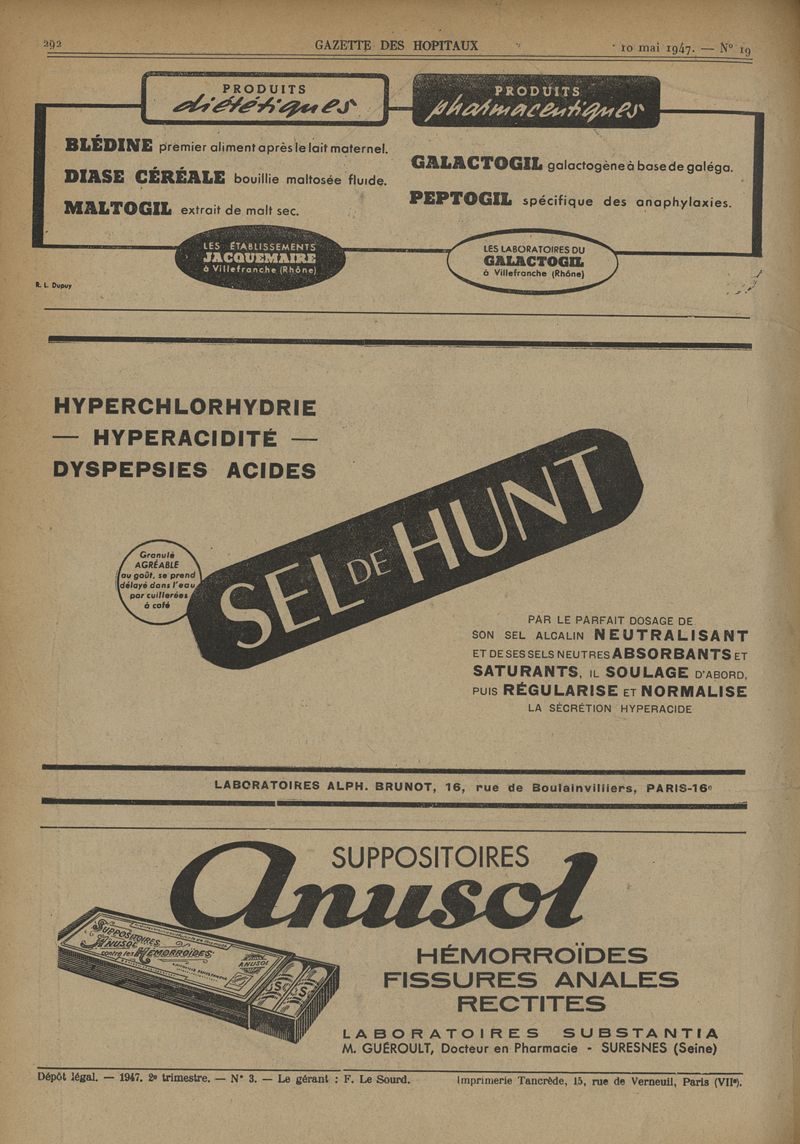 292 GAZETTE DES HOPITAUX 10 mai 1947. — N° 19
PRODUITS
diététiques
BLÉDINE premier aliment après le lait maternel.
DIASE CÉRÉALE bouillie maltosée fluide.
MALTOGIL extrait de malt sec.
LES ÉTABLISSEMENTS
JACQUEMAIRE
à Villefranche (Rhône)
R. L. Dupuy
PRODUITS
pharmaceutiques
GALACTOGIL galactogène à base de galéga.
PEPTOGIL spécifique des anaphylaxies.
LES LABORATOIRES DU
GALACTOGIL
à Villefranche (Rhône)
HYPERCHLORHYDRIE
— HYPERACIDITÉ —
DYSPEPSIES ACIDES
SEL DE HUNT
Granulé
AGRÉABLE
au goût, se prend
délayé dans l'eau
par cuillerées
à café
PAR LE PARFAIT DOSAGE DE
SON SEL ALCALIN NEUTRALISANT
ET DE SES SELS NEUTRES ABSORBANTS ET
SATURANTS, IL SOULAGE D'ABORD,
PUIS RÉGULARISE ET NORMALISE
LA SÉCRÉTION HYPERACIDE
LABORATOIRES ALPH. BRUNOT, 16, rue de Boulainvilliers, PARIS-16e
SUPPOSITOIRES
Anusol
SUPPOSITOIRES
ANUSOL
contre les HÉMORROÏDES
ANUSOL
HÉMORROÏDES
FISSURES ANALES
RECTITES
LABORATOIRES SUBSTANTIA
M. GUÉROULT, Docteur en Pharmacie - SURESNES (Seine)
Dépôt légal. — 1947. 2e trimestre. — N° 3. — Le gérant : F. Le Sourd. Imprimerie Tancrède, 15, rue de Verneuil, Paris (VIIe).